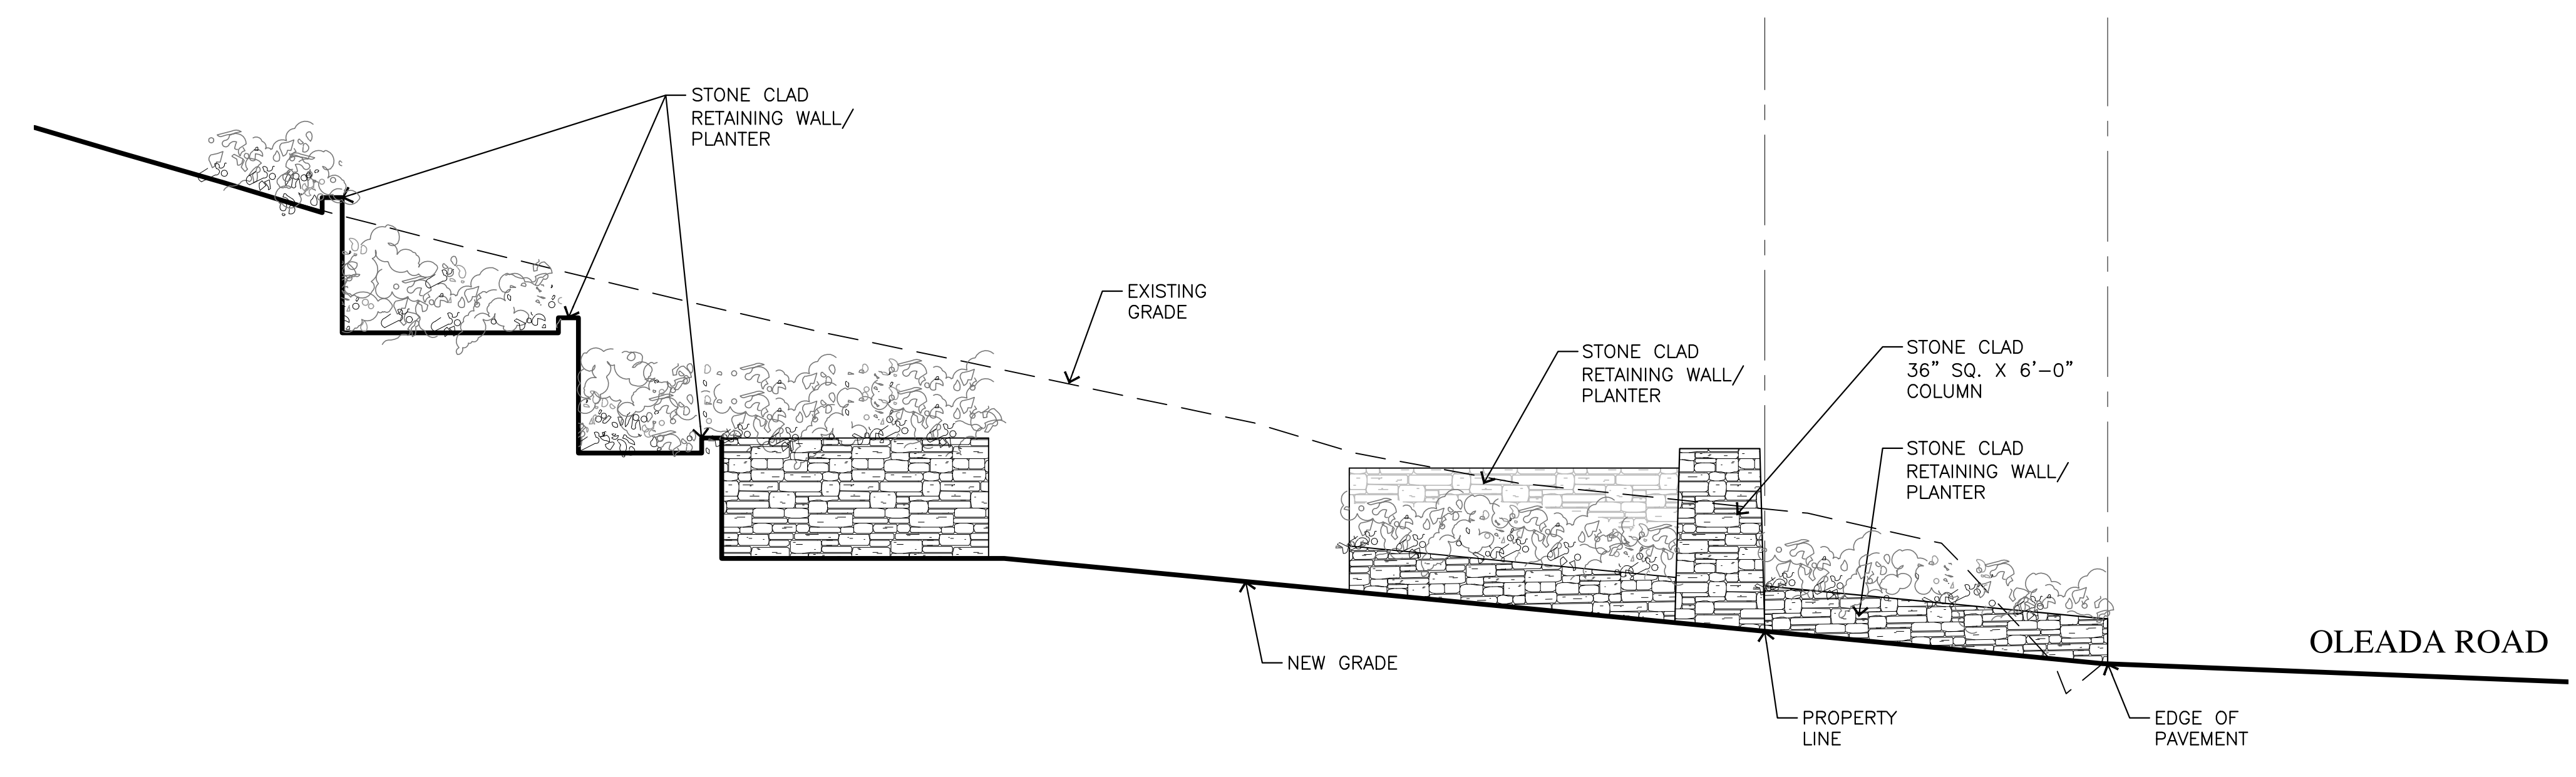 STONE CLAD
RETAINING WALL/
PLANTER
EXISTING
GRADE
STONE CLAD
RETAINING WALL/
PLANTER
STONE CLAD
36” SQ. X 6’–0”
COLUMN
STONE CLAD
RETAINING WALL/
PLANTER
OLEADA ROAD
NEW GRADE
PROPERTY
LINE
EDGE OF
PAVEMENT